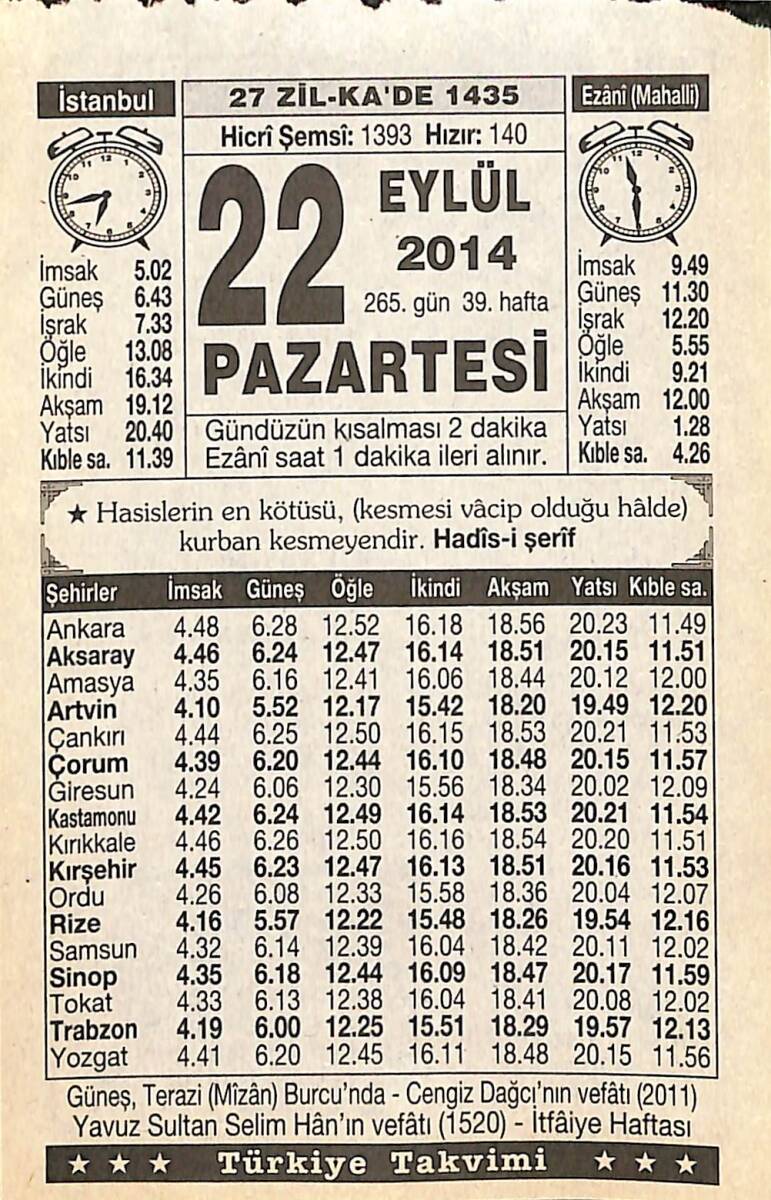 İstanbul
27 ZİL-KA'DE 1435
Ezânî (Mahalli)
Hicrî Şemsî: 1393 Hızır: 140
22
EYLÜL
2014
265. gün 39. hafta
PAZARTESİ
Gündüzün kısalması 2 dakika
Ezânî saat 1 dakika ileri alınır.
İmsak 5.02
Güneş 6.43
İşrak 7.33
Öğle 13.08
İkindi 16.34
Akşam 19.12
Yatsı 20.40
Kıble sa. 11.39
İmsak 9.49
Güneş 11.30
İşrak 12.20
Öğle 5.55
İkindi 9.21
Akşam 12.00
Yatsı 1.28
Kıble sa. 4.26
★ Hasislerin en kötüsü, (kesmesi vâcip olduğu hâlde)
kurban kesmeyendir. Hadîs-i şerîf
Şehirler İmsak Güneş Öğle İkindi Akşam Yatsı Kıble sa.
Ankara 4.48 6.28 12.52 16.18 18.56 20.23 11.49
Aksaray 4.46 6.24 12.47 16.14 18.51 20.15 11.51
Amasya 4.35 6.16 12.41 16.06 18.44 20.12 12.00
Artvin 4.10 5.52 12.17 15.42 18.20 19.49 12.20
Çankırı 4.44 6.25 12.50 16.15 18.53 20.21 11.53
Çorum 4.39 6.20 12.44 16.10 18.48 20.15 11.57
Giresun 4.24 6.06 12.30 15.56 18.34 20.02 12.09
Kastamonu 4.42 6.24 12.49 16.14 18.53 20.21 11.54
Kırıkkale 4.46 6.26 12.50 16.16 18.54 20.20 11.51
Kırşehir 4.45 6.23 12.47 16.13 18.51 20.16 11.53
Ordu 4.26 6.08 12.33 15.58 18.36 20.04 12.07
Rize 4.16 5.57 12.22 15.48 18.26 19.54 12.16
Samsun 4.32 6.14 12.39 16.04 18.42 20.11 12.02
Sinop 4.35 6.18 12.44 16.09 18.47 20.17 11.59
Tokat 4.33 6.13 12.38 16.04 18.41 20.08 12.02
Trabzon 4.19 6.00 12.25 15.51 18.29 19.57 12.13
Yozgat 4.41 6.20 12.45 16.11 18.48 20.15 11.56
Güneş, Terazi (Mîzân) Burcu'nda - Cengiz Dağcı'nın vefâtı (2011)
Yavuz Sultan Selim Hân'ın vefâtı (1520) - İtfâiye Haftası
★ ★ ★ Türkiye Takvimi ★ ★ ★